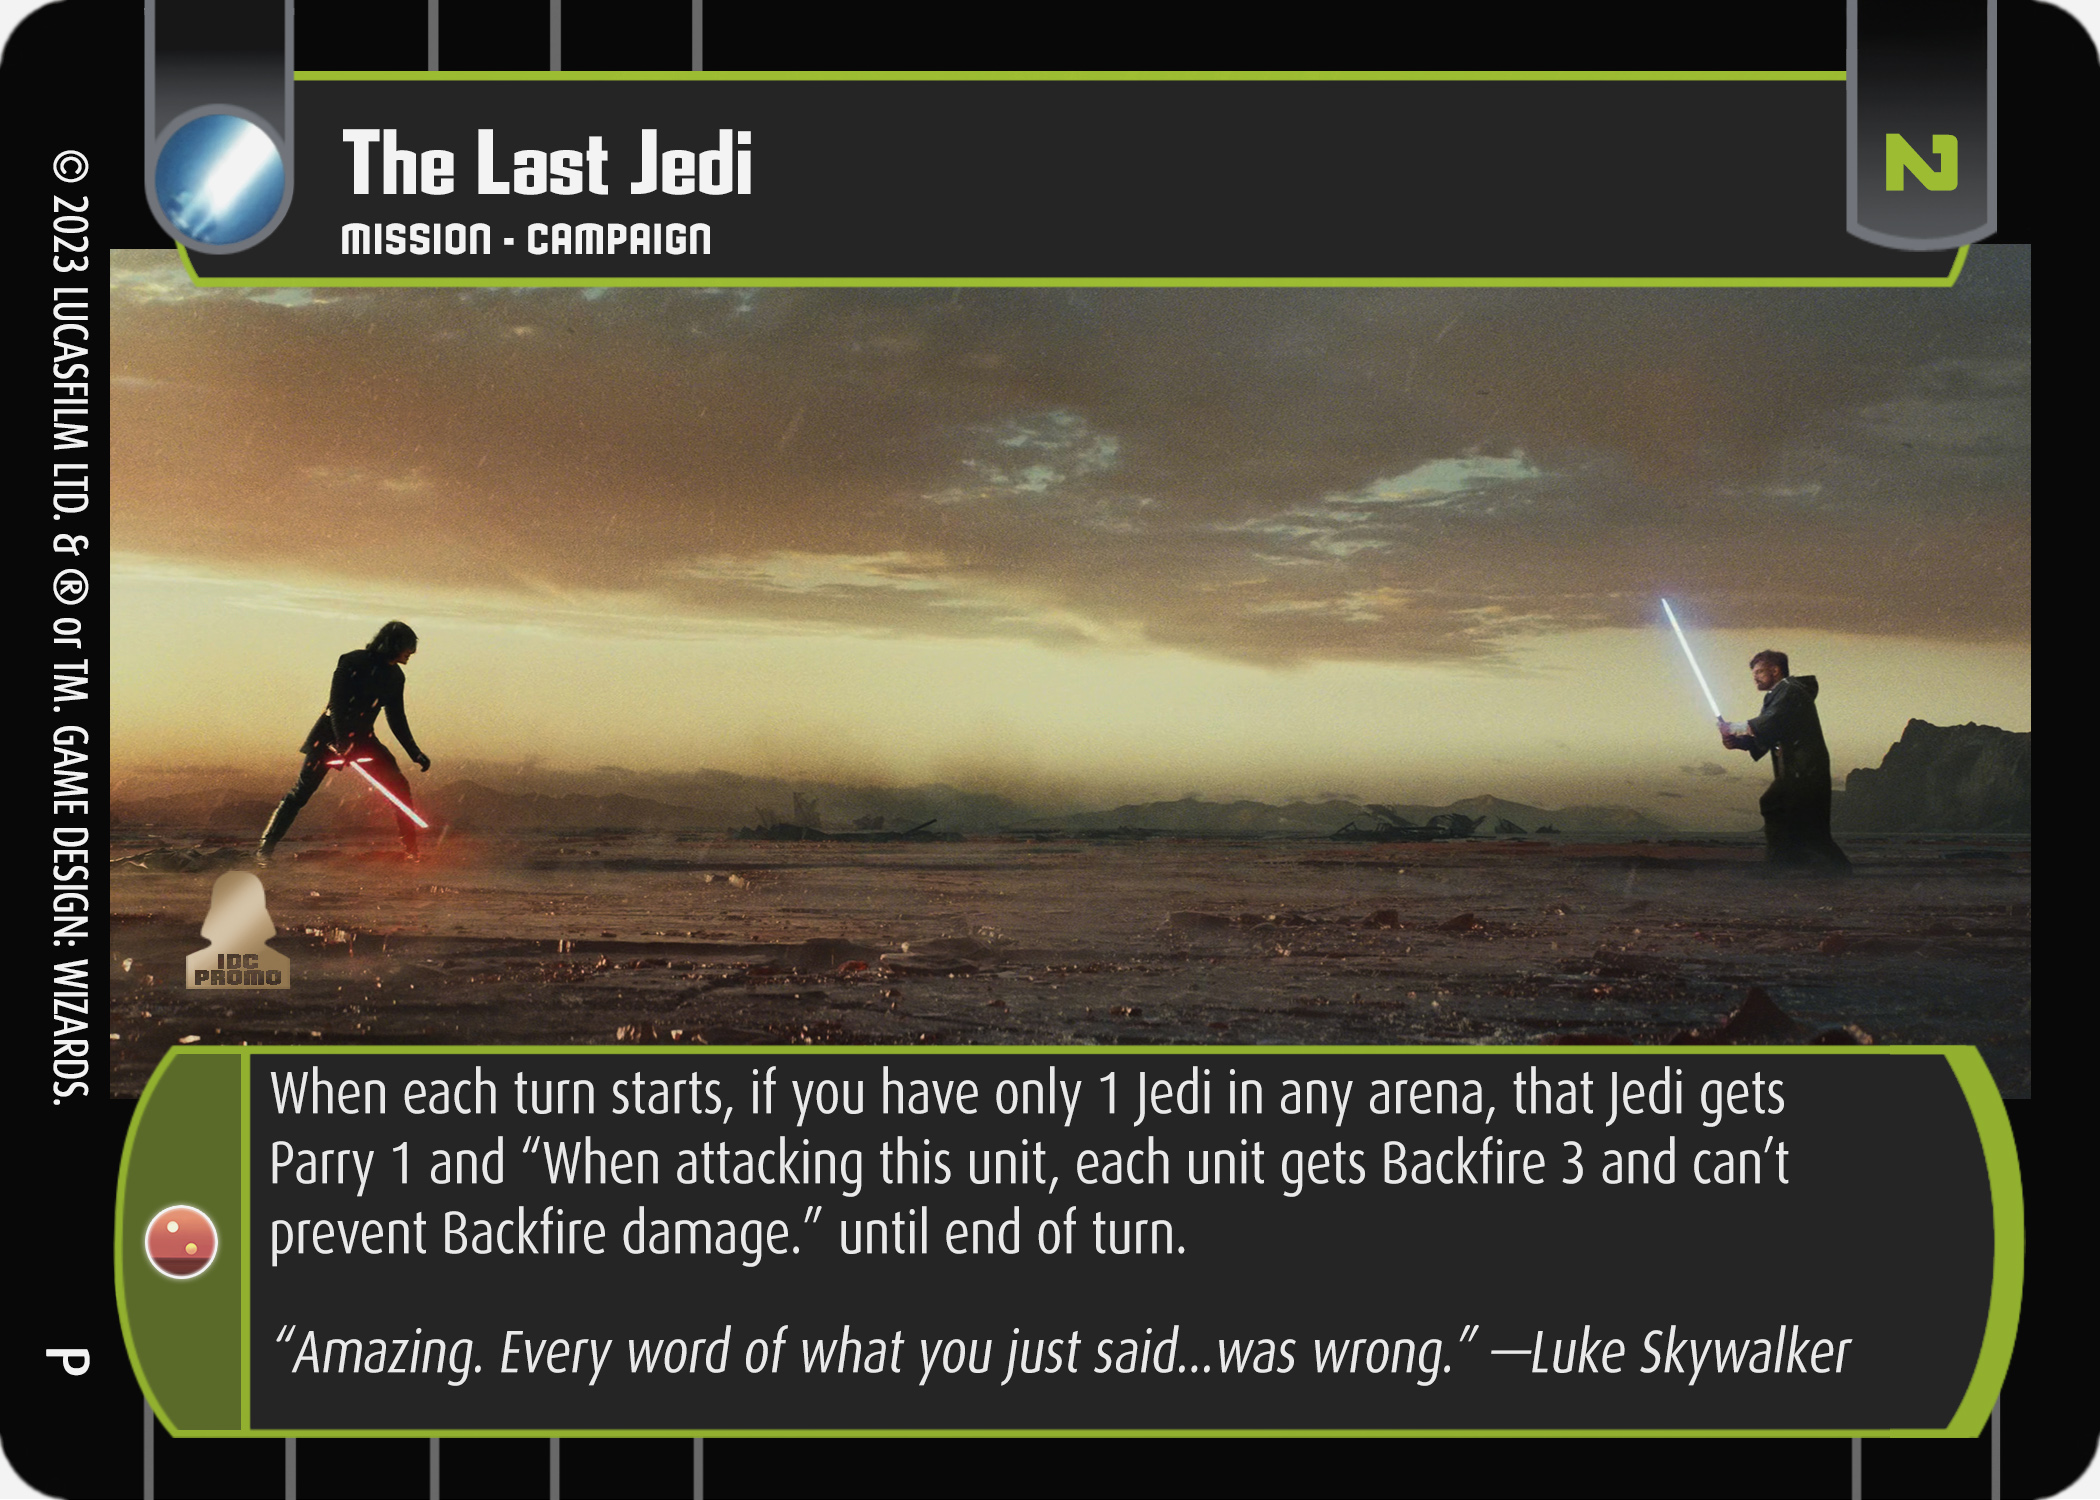 The Last Jedi
MISSION - CAMPAIGN
2
© 2023 LUCASFILM LTD. & ® or TM. GAME DESIGN: WIZARDS.
IDC
PROMO
When each turn starts, if you have only 1 Jedi in any arena, that Jedi gets
Parry 1 and “When attacking this unit, each unit gets Backfire 3 and can’t
prevent Backfire damage.” until end of turn.
“Amazing. Every word of what you just said...was wrong.” —Luke Skywalker
P